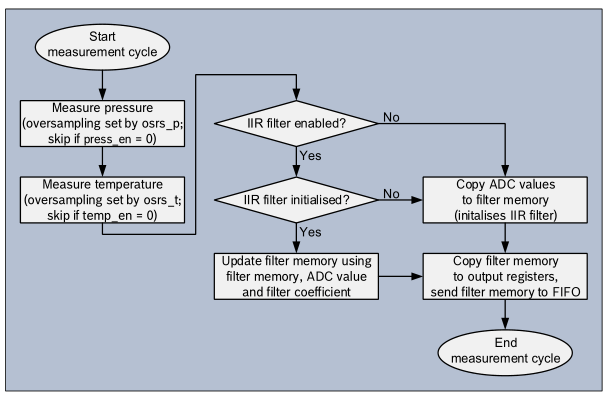 Start
measurement cycle
Measure pressure
(oversampling set by osrs_p;
skip if press_en = 0)
Measure temperature
(oversampling set by osrs_t;
skip if temp_en = 0)
IIR filter enabled?
No
Yes
IIR filter initialised?
No
Yes
Copy ADC values
to filter memory
(initalises IIR filter)
Update filter memory using
filter memory, ADC value
and filter coefficient
Copy filter memory
to output registers,
send filter memory to FIFO
End
measurement cycle